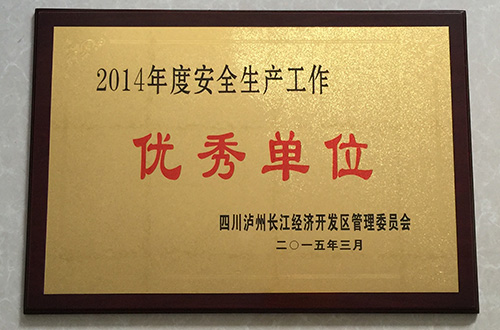 2014年度安全生产工作
优秀单位
四川泸州长江经济开发区管理委员会
二〇一五年三月